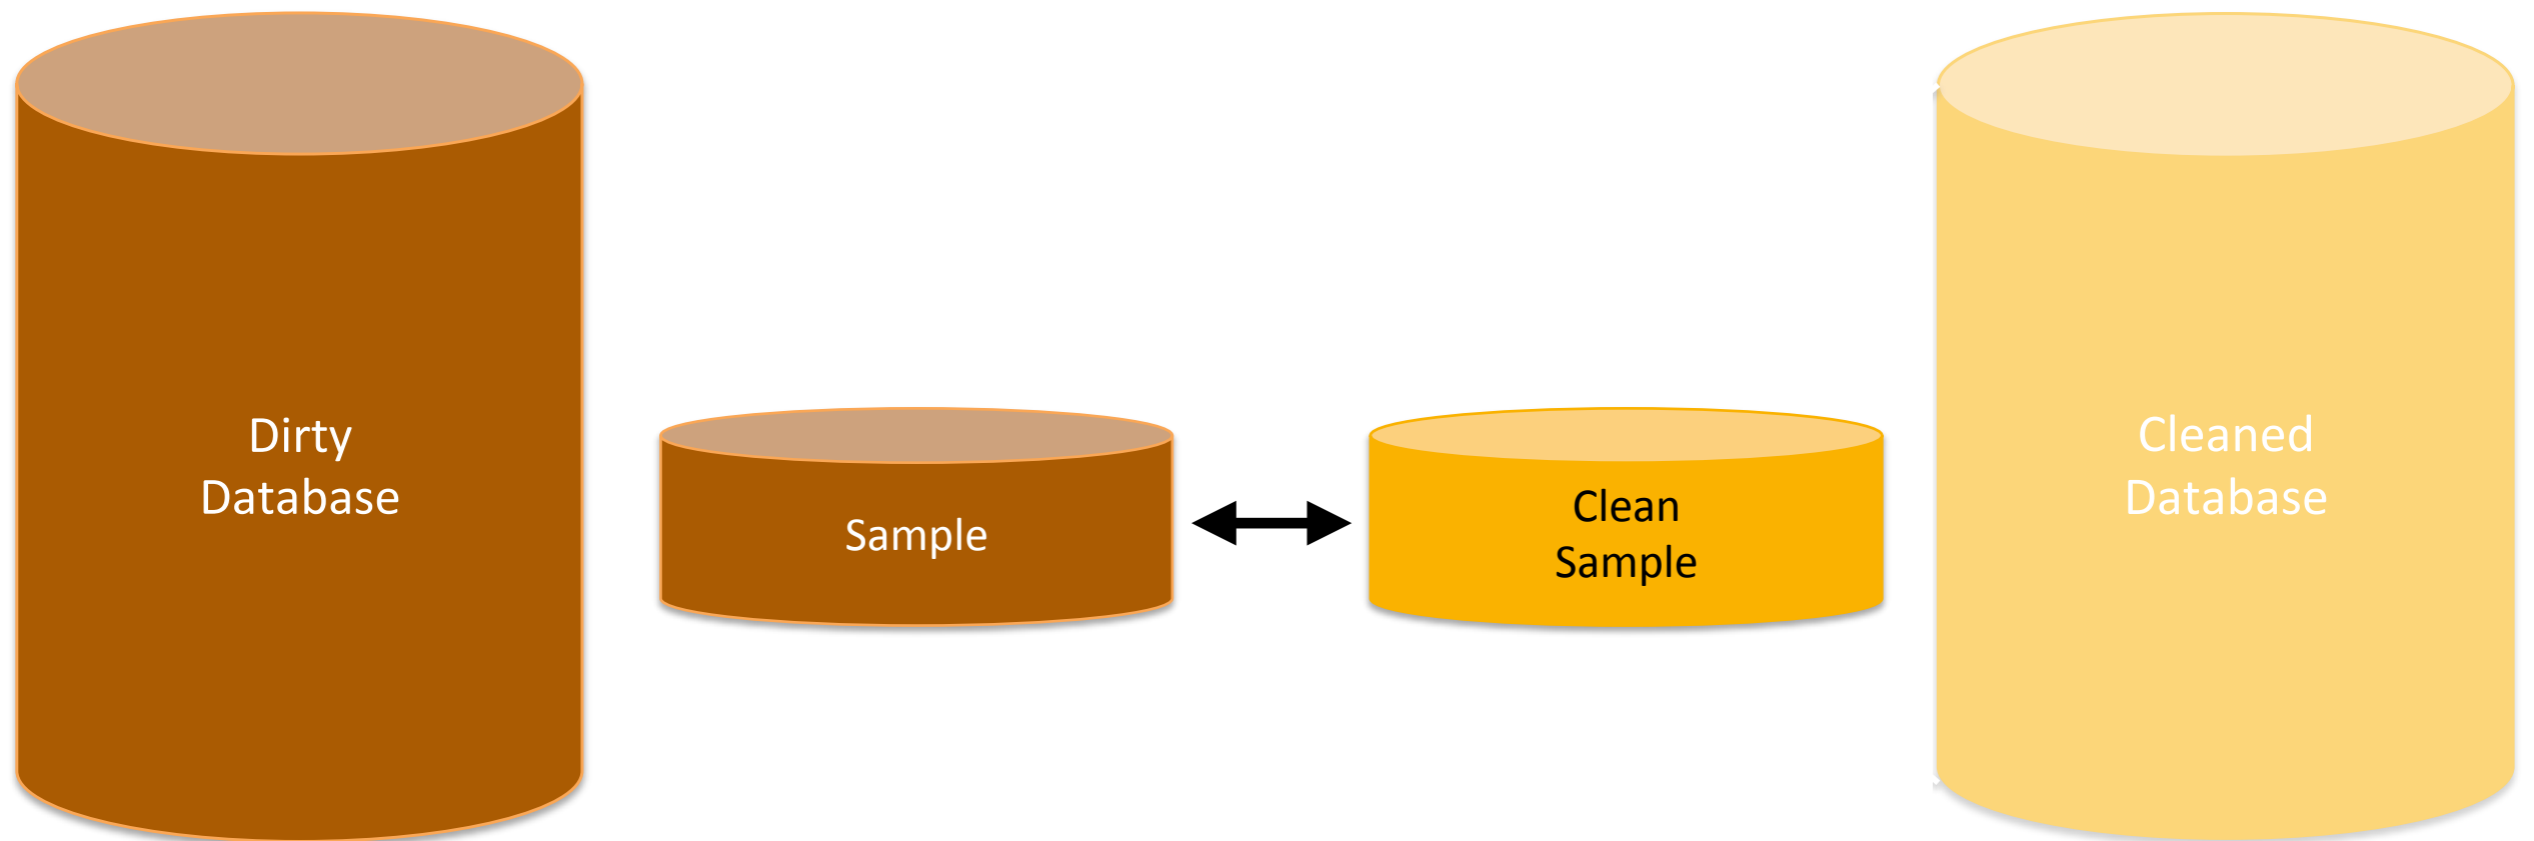 Dirty
Database
Sample
Clean
Sample
Cleaned
Database